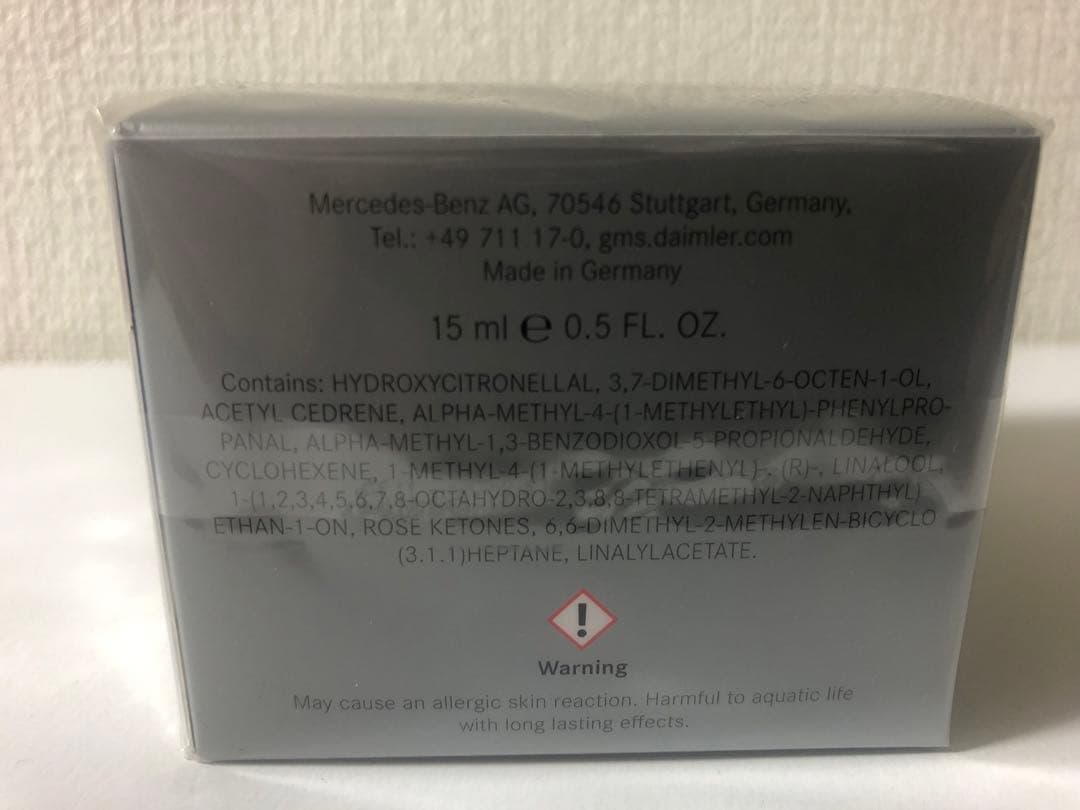 Mercedes-Benz AG, 70546 Stuttgart, Germany,
Tel.: +49 711 17-0, gms.daimler.com
Made in Germany
15 ml ℮ 0.5 FL. OZ.
Contains: HYDROXYCITRONELLAL, 3,7-DIMETHYL-6-OCTEN-1-OL,
ACETYL CEDRENE, ALPHA-METHYL-4-(1-METHYLETHYL)-PHENYLPRO-
PANAL, ALPHA-METHYL-1,3-BENZODIOXOL-5-PROPIONALDEHYDE,
CYCLOHEXENE, 1-METHYL-4-(1-METHYLETHENYL)-, (R)-, LINALOOL,
1-(1,2,3,4,5,6,7,8-OCTAHYDRO-2,3,8,8-TETRAMETHYL-2-NAPHTHYL)
ETHAN-1-ON, ROSE KETONES, 6,6-DIMETHYL-2-METHYLEN-BICYCLO
(3.1.1)HEPTANE, LINALYLACETATE.
!
Warning
May cause an allergic skin reaction. Harmful to aquatic life
with long lasting effects.